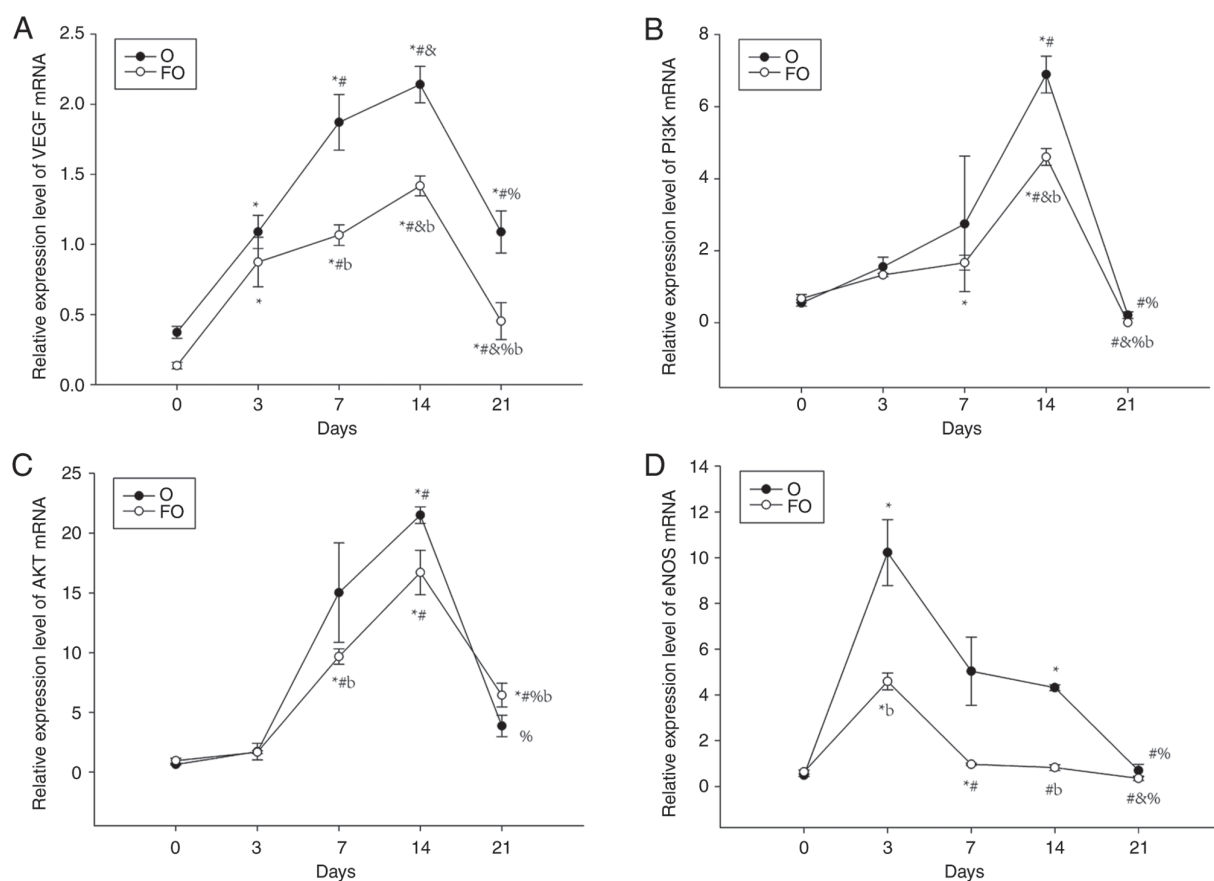 A
Relative expression level of VEGF mRNA
2.5
2.0
1.5
1.0
0.5
0.0
O
FO
*
*#
*#&
*#%
*
*#b
*#&b
*#&%b
0 3 7 14 21
Days
B
Relative expression level of PI3K mRNA
8
6
4
2
0
O
FO
*#
*#&b
*
#%
#&%b
0 3 7 14 21
Days
C
Relative expression level of AKT mRNA
25
20
15
10
5
0
O
FO
*#
*#
*#b
*#%b
%
0 3 7 14 21
Days
D
Relative expression level of eNOS mRNA
14
12
10
8
6
4
2
0
O
FO
*
*b
*
*#
#b
#%
#&%
0 3 7 14 21
Days